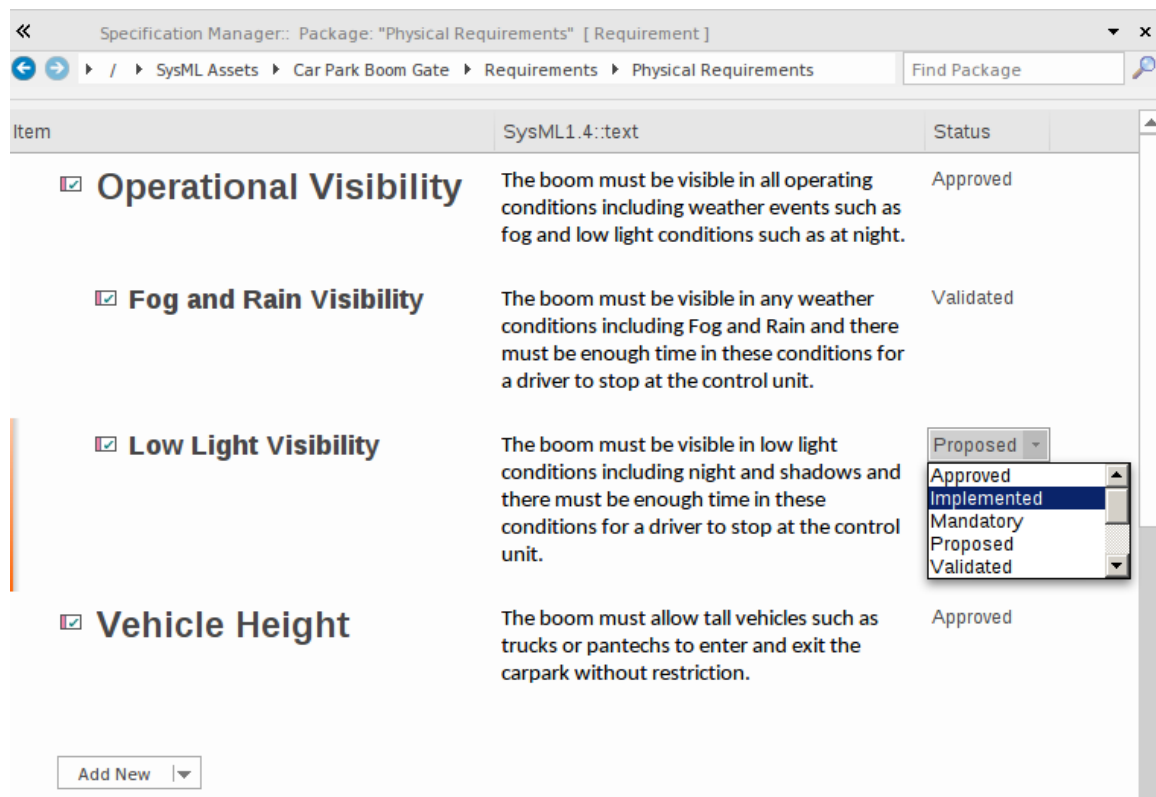 Specification Manager:: Package: "Physical Requirements" [ Requirement ]
/ SysML Assets Car Park Boom Gate Requirements Physical Requirements Find Package
Item SysML1.4::text Status
Operational Visibility
The boom must be visible in all operating
conditions including weather events such as
fog and low light conditions such as at night.
Approved
Fog and Rain Visibility
The boom must be visible in any weather
conditions including Fog and Rain and there
must be enough time in these conditions for
a driver to stop at the control unit.
Validated
Low Light Visibility
The boom must be visible in low light
conditions including night and shadows and
there must be enough time in these
conditions for a driver to stop at the control
unit.
Proposed
Approved
Implemented
Mandatory
Proposed
Validated
Vehicle Height
The boom must allow tall vehicles such as
trucks or pantechs to enter and exit the
carpark without restriction.
Approved
Add New